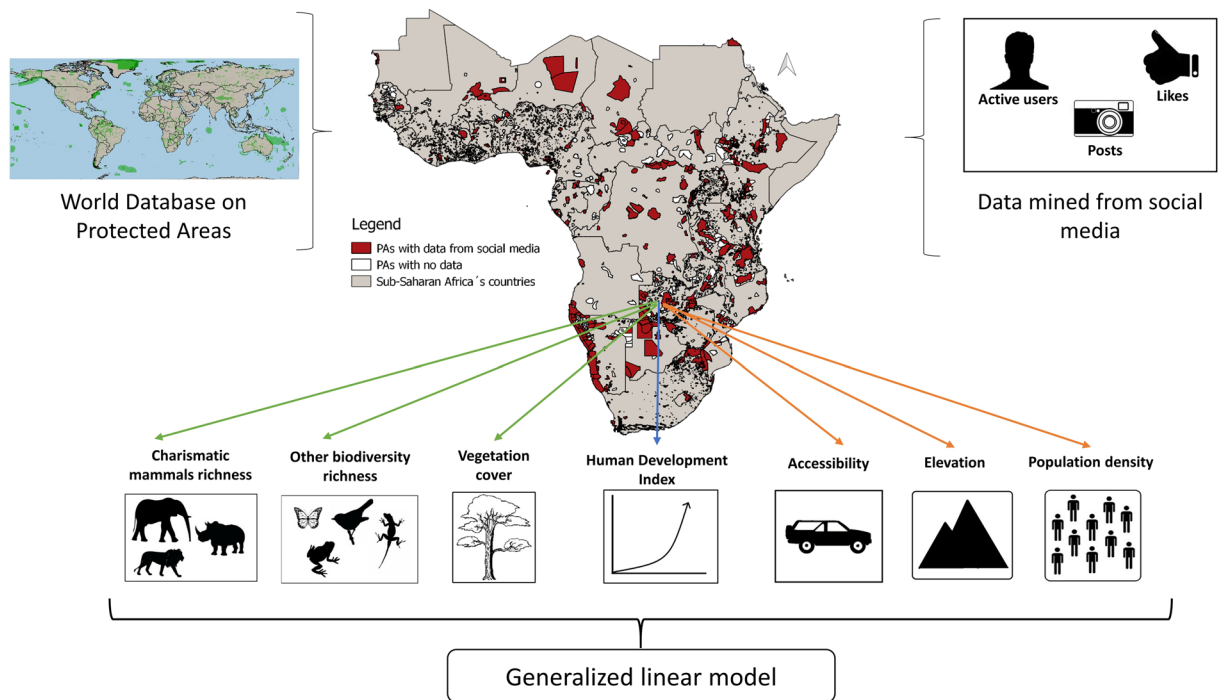 World Database on
Protected Areas
Legend
PAs with data from social media
PAs with no data
Sub-Saharan Africa´s countries
Active users
Likes
Posts
Data mined from social
media
Charismatic
mammals richness
Other biodiversity
richness
Vegetation
cover
Human Development
Index
Accessibility
Elevation
Population density
Generalized linear model